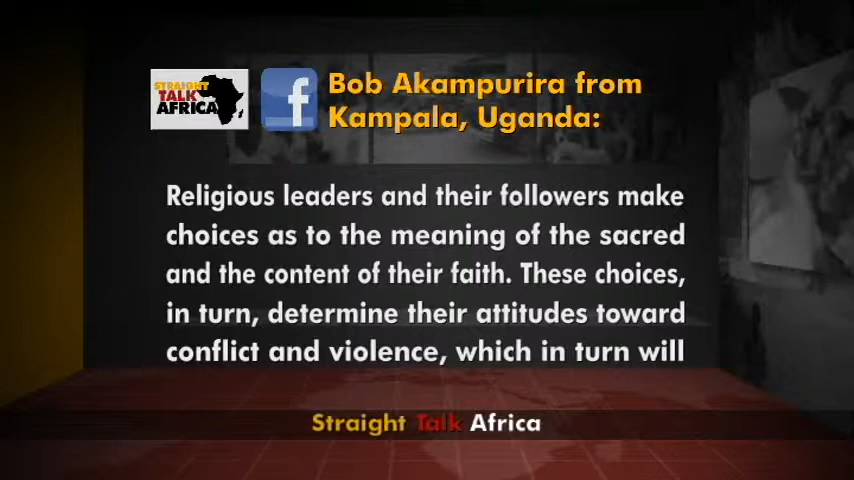 STRAIGHT
TALK
AFRICA
f
Bob Akampurira from
Kampala, Uganda:
Religious leaders and their followers make
choices as to the meaning of the sacred
and the content of their faith. These choices,
in turn, determine their attitudes toward
conflict and violence, which in turn will
Straight Talk Africa